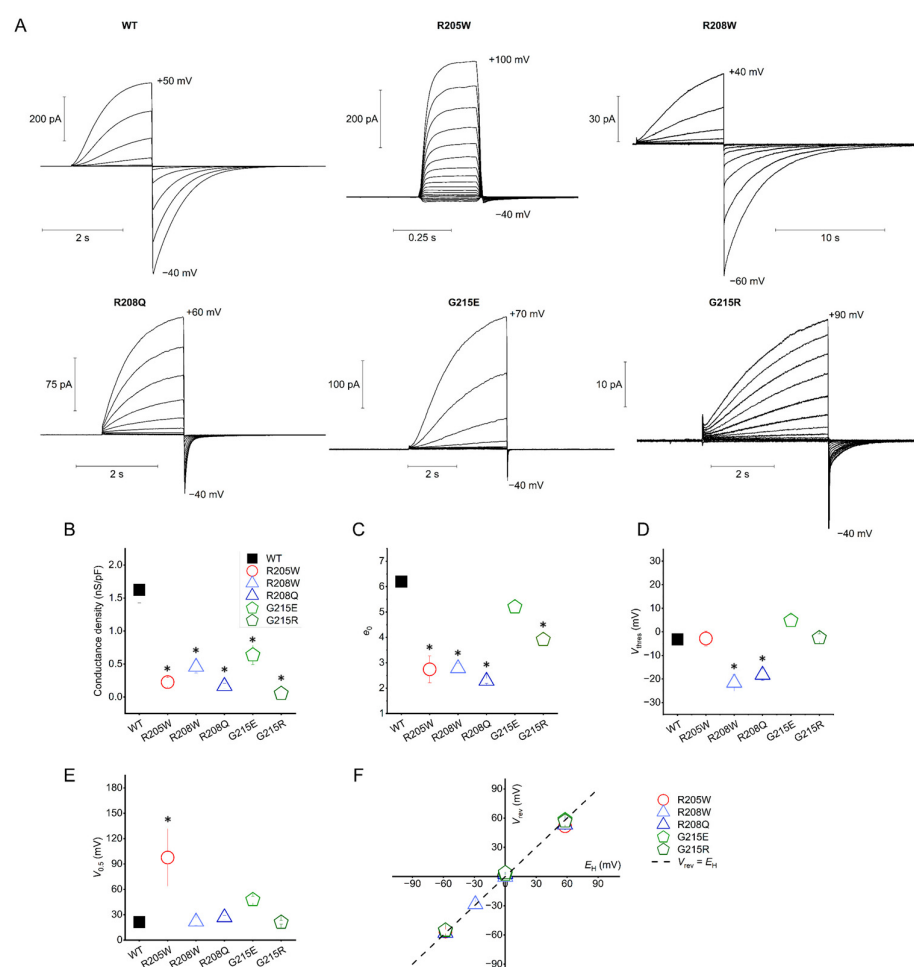 A
WT
R205W
R208W
+50 mV
200 pA
2 s
−40 mV
+100 mV
200 pA
0.25 s
−40 mV
+40 mV
30 pA
10 s
−60 mV
R208Q
G215E
G215R
+60 mV
75 pA
2 s
−40 mV
+70 mV
100 pA
2 s
+90 mV
10 pA
2 s
−40 mV
B
Conductance density (nS/pF)
2.0
1.5
1.0
0.5
0.0
WT
R205W
R208W
R208Q
G215E
G215R
* * * * *
WT
R205W
R208W
R208Q
G215E
G215R
C
e0
7
6
5
4
3
2
1
* * * *
WT
R205W
R208W
R208Q
G215E
G215R
D
Vthres (mV)
30
20
10
0
−10
−20
−30
* *
WT
R205W
R208W
R208Q
G215E
G215R
E
V0.5 (mV)
180
150
120
90
60
30
0
*
WT
R205W
R208W
R208Q
G215E
G215R
F
90
60
30
−30
−60
−90
Vrev (mV)
EH (mV)
−90 −60 −30 0 30 60 90
R205W
R208W
R208Q
G215E
G215R
Vrev = EH